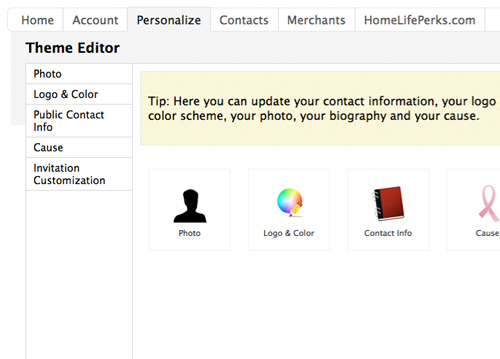 Home Account Personalize Contacts Merchants HomeLifePerks.com
Theme Editor
Photo
Logo & Color
Public Contact
Info
Cause
Invitation
Customization
Tip: Here you can update your contact information, your logo
color scheme, your photo, your biography and your cause.
Photo Logo & Color Contact Info Cause